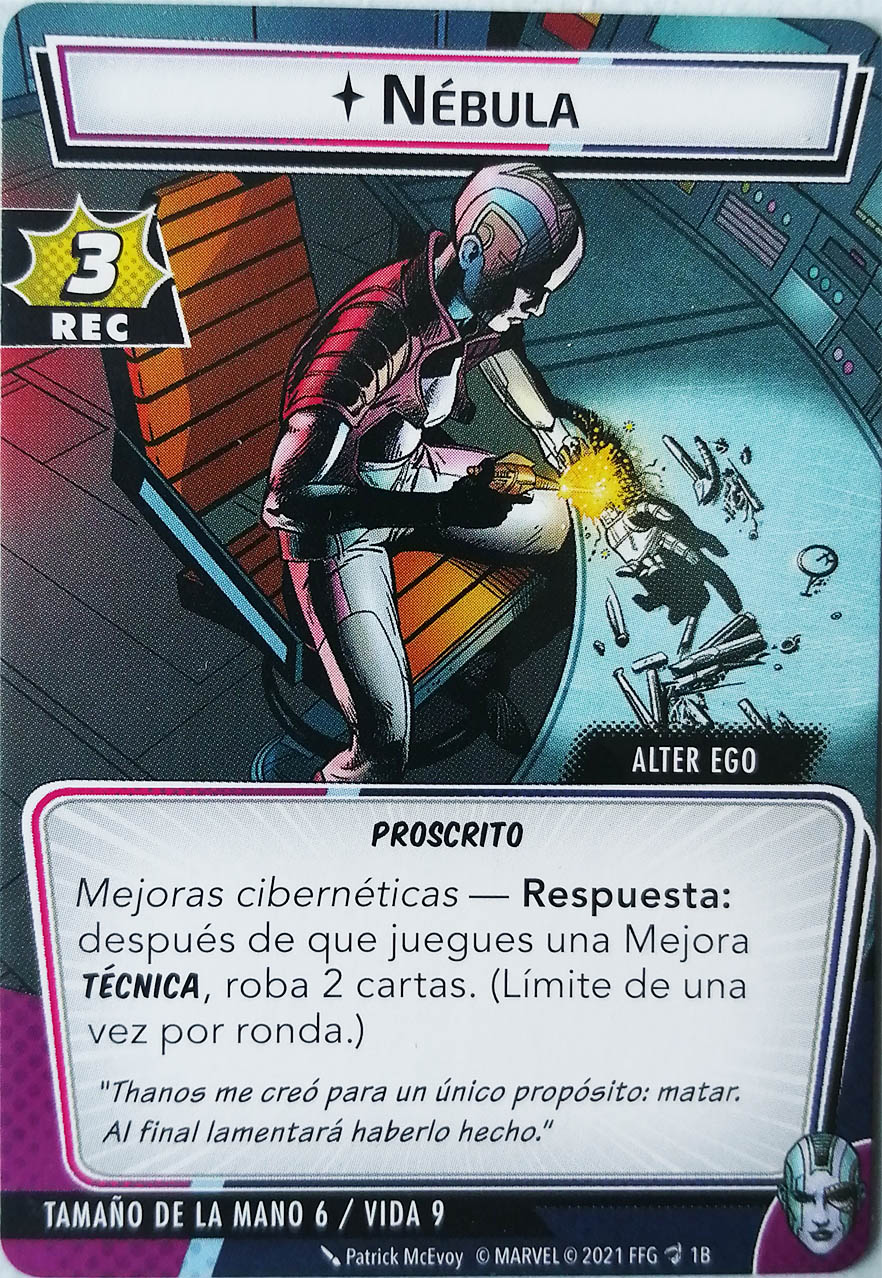 NÉBULA
3
REC
ALTER EGO
PROSCRITO
Mejoras cibernéticas — Respuesta:
después de que juegues una Mejora
TÉCNICA, roba 2 cartas. (Límite de una
vez por ronda.)
"Thanos me creó para un único propósito: matar.
Al final lamentará haberlo hecho."
TAMAÑO DE LA MANO 6 / VIDA 9
Patrick McEvoy © MARVEL © 2021 FFG 1B